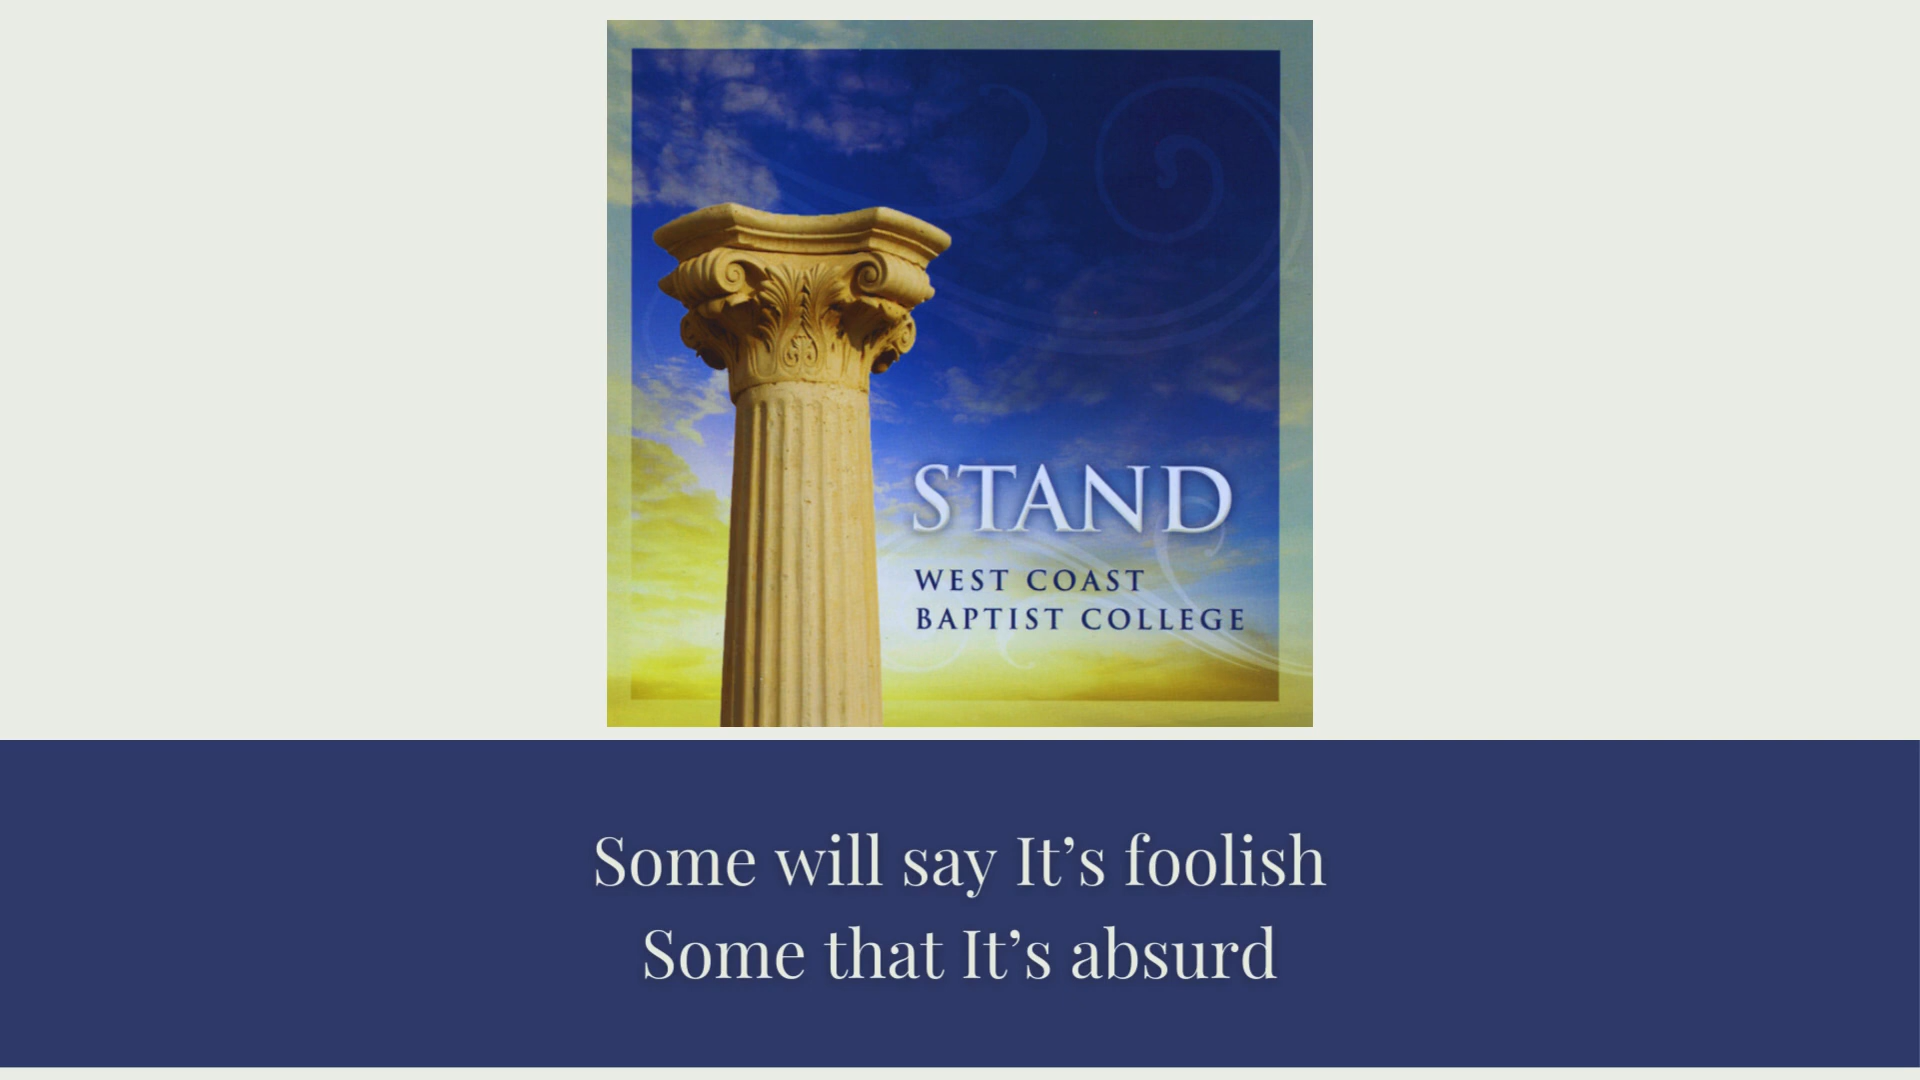 STAND
WEST COAST
BAPTIST COLLEGE
Some will say It’s foolish
Some that It’s absurd